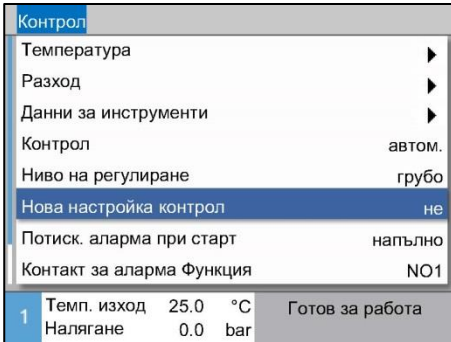 Контрол
Температура
Разход
Данни за инструменти
Контрол автом.
Ниво на регулиране грубо
Нова настройка контрол не
Потиск. аларма при старт напълно
Контакт за аларма Функция NO1
1 Темп. изход 25.0 °C Готов за работа
Налягане 0.0 bar